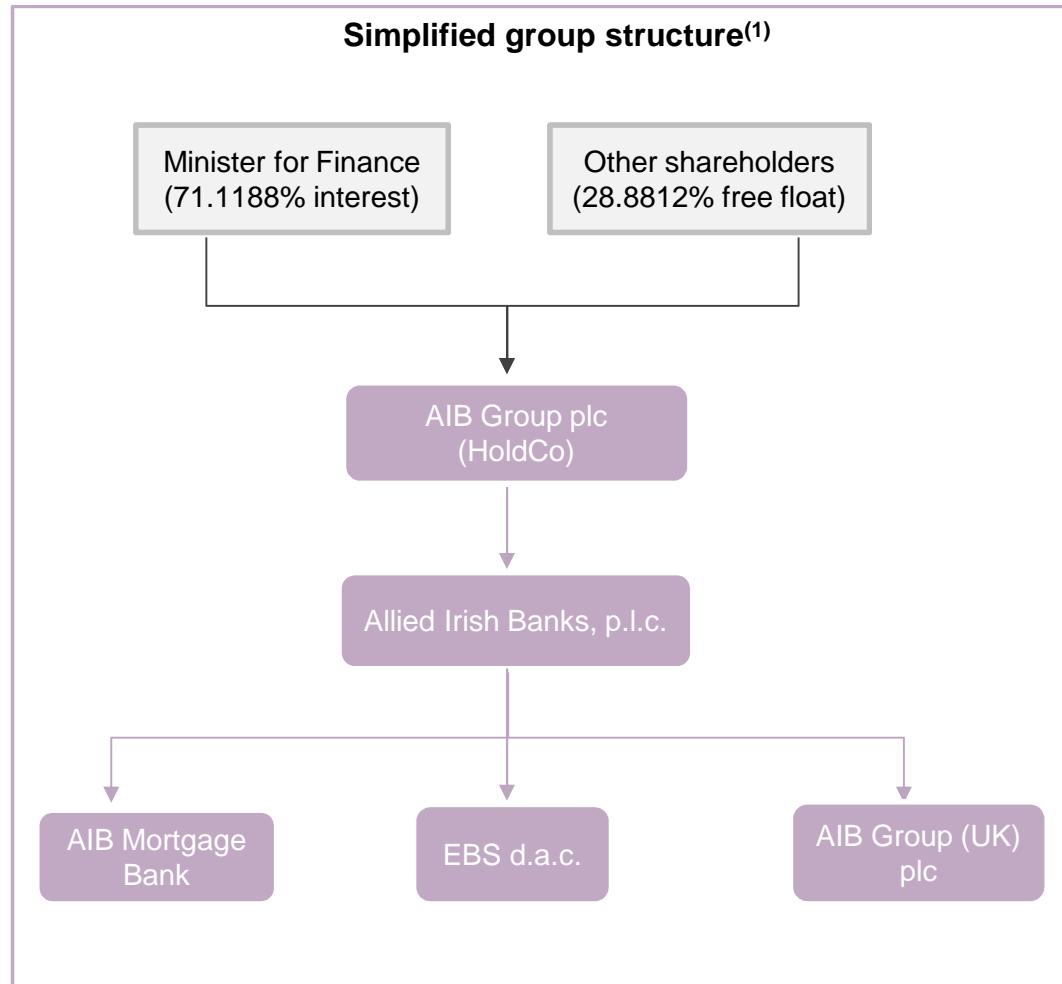 Simplified group structure(1)
Minister for Finance
(71.1188% interest)
Other shareholders
(28.8812% free float)
AIB Group plc
(HoldCo)
Allied Irish Banks, p.l.c.
AIB Mortgage
Bank
EBS d.a.c.
AIB Group (UK)
plc